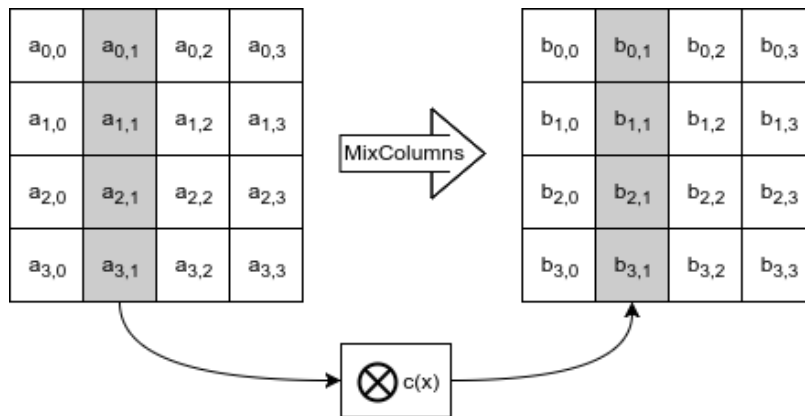 a0,0 a0,1 a0,2 a0,3 b0,0 b0,1 b0,2 b0,3
a1,0 a1,1 a1,2 a1,3 b1,0 b1,1 b1,2 b1,3
MixColumns
a2,0 a2,1 a2,2 a2,3 b2,0 b2,1 b2,2 b2,3
a3,0 a3,1 a3,2 a3,3 b3,0 b3,1 b3,2 b3,3
⊗ c(x)